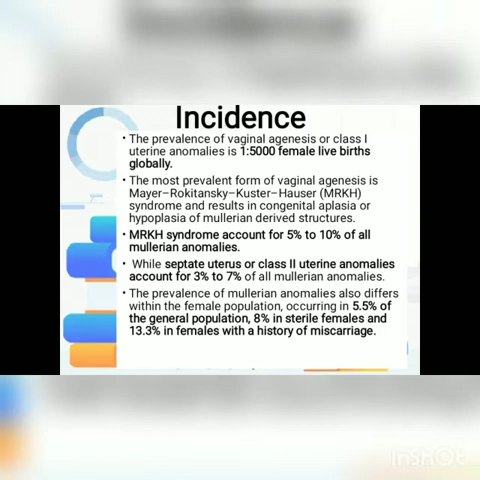 Incidence
• The prevalence of vaginal agenesis or class I
uterine anomalies is 1:5000 female live births
globally.
• The most prevalent form of vaginal agenesis is
Mayer–Rokitansky–Kuster–Hauser (MRKH)
syndrome and results in congenital aplasia or
hypoplasia of mullerian derived structures.
• MRKH syndrome account for 5% to 10% of all
mullerian anomalies.
• While septate uterus or class II uterine anomalies
account for 3% to 7% of all mullerian anomalies.
• The prevalence of mullerian anomalies also differs
within the female population, occurring in 5.5% of
the general population, 8% in sterile females and
13.3% in females with a history of miscarriage.
InShOt